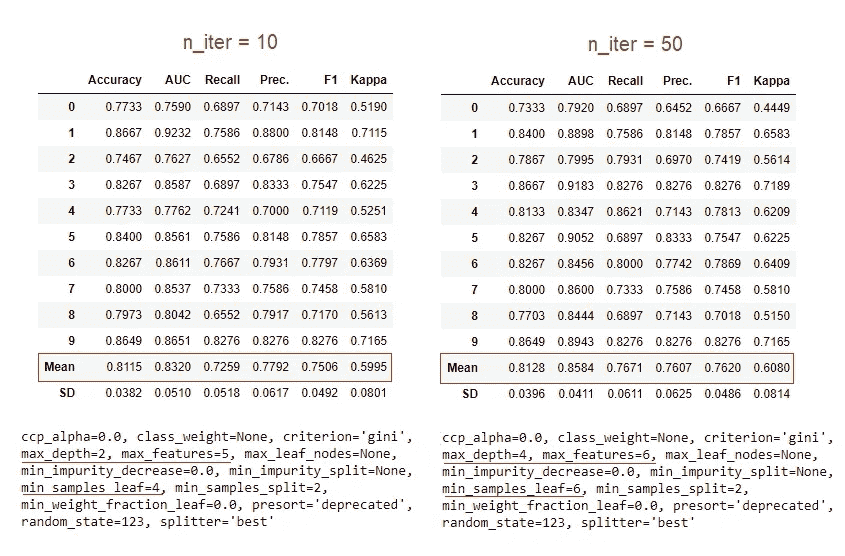 n_iter = 10
Accuracy AUC Recall Prec. F1 Kappa
0 0.7733 0.7590 0.6897 0.7143 0.7018 0.5190
1 0.8667 0.9232 0.7586 0.8800 0.8148 0.7115
2 0.7467 0.7627 0.6552 0.6786 0.6667 0.4625
3 0.8267 0.8587 0.6897 0.8333 0.7547 0.6225
4 0.7733 0.7762 0.7241 0.7000 0.7119 0.5251
5 0.8400 0.8561 0.7586 0.8148 0.7857 0.6583
6 0.8267 0.8611 0.7667 0.7931 0.7797 0.6369
7 0.8000 0.8537 0.7333 0.7586 0.7458 0.5810
8 0.7973 0.8042 0.6552 0.7917 0.7170 0.5613
9 0.8649 0.8651 0.8276 0.8276 0.8276 0.7165
Mean 0.8115 0.8320 0.7259 0.7792 0.7506 0.5995
SD 0.0382 0.0510 0.0518 0.0617 0.0492 0.0801
ccp_alpha=0.0, class_weight=None, criterion='gini',
max_depth=2, max_features=5, max_leaf_nodes=None,
min_impurity_decrease=0.0, min_impurity_split=None,
min_samples_leaf=4, min_samples_split=2,
min_weight_fraction_leaf=0.0, presort='deprecated',
random_state=123, splitter='best'
n_iter = 50
Accuracy AUC Recall Prec. F1 Kappa
0 0.7333 0.7920 0.6897 0.6452 0.6667 0.4449
1 0.8400 0.8898 0.7586 0.8148 0.7857 0.6583
2 0.7867 0.7995 0.7931 0.6970 0.7419 0.5614
3 0.8667 0.9183 0.8276 0.8276 0.8276 0.7189
4 0.8133 0.8347 0.8621 0.7143 0.7813 0.6209
5 0.8267 0.9052 0.6897 0.8333 0.7547 0.6225
6 0.8267 0.8456 0.8000 0.7742 0.7869 0.6409
7 0.8000 0.8600 0.7333 0.7586 0.7458 0.5810
8 0.7703 0.8444 0.6897 0.7143 0.7018 0.5150
9 0.8649 0.8943 0.8276 0.8276 0.8276 0.7165
Mean 0.8128 0.8584 0.7671 0.7607 0.7620 0.6080
SD 0.0396 0.0411 0.0611 0.0625 0.0486 0.0814
ccp_alpha=0.0, class_weight=None, criterion='gini',
max_depth=4, max_features=6, max_leaf_nodes=None,
min_impurity_decrease=0.0, min_impurity_split=None,
min_samples_leaf=6, min_samples_split=2,
min_weight_fraction_leaf=0.0, presort='deprecated',
random_state=123, splitter='best'